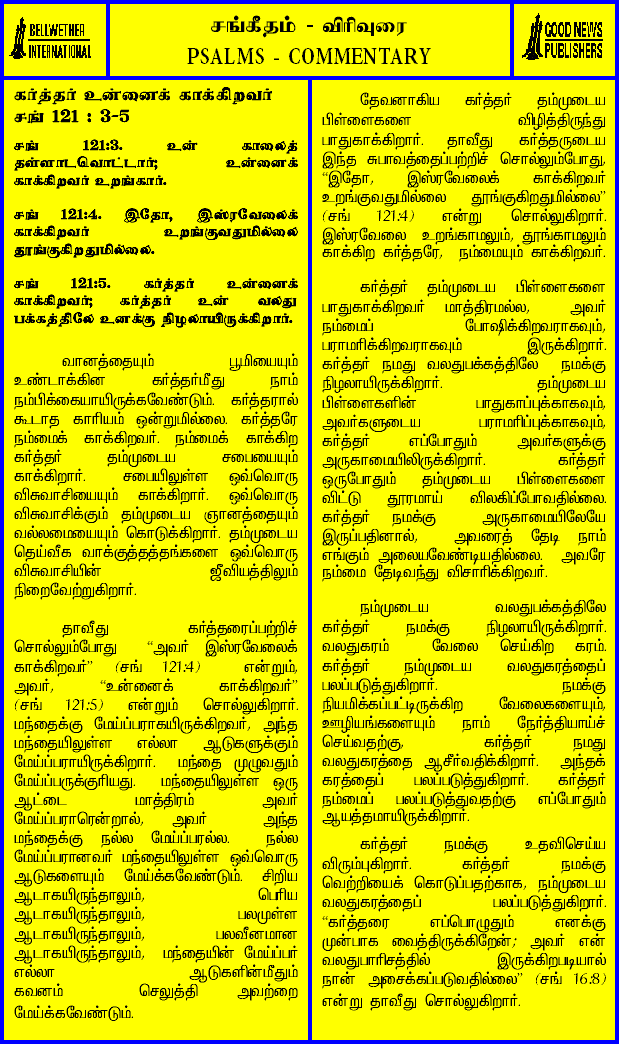 BELLWETHER
INTERNATIONAL
சங்கீதம் - விரிவுரை
PSALMS - COMMENTARY
GOOD NEWS
PUBLISHERS
கர்த்தர் உன்னைக் காக்கிறவர்
சங் 121 : 3-5
சங் 121:3. உன் காலைத்
தள்ளாடவொட்டார்; உன்னைக்
காக்கிறவர் உறங்கார்.
சங் 121:4. இதோ, இஸ்ரவேலைக்
காக்கிறவர் உறங்குவதுமில்லை
தூங்குகிறதுமில்லை.
சங் 121:5. கர்த்தர் உன்னைக்
காக்கிறவர்; கர்த்தர் உன் வலது
பக்கத்திலே உனக்கு நிழலாயிருக்கிறார்.
வானத்தையும் பூமியையும்
உண்டாக்கின கர்த்தர்மீது நாம்
நம்பிக்கையாயிருக்கவேண்டும். கர்த்தரால்
கூடாத காரியம் ஒன்றுமில்லை. கர்த்தரே
நம்மைக் காக்கிறவர். நம்மைக் காக்கிற
கர்த்தர் தம்முடைய சபையையும்
காக்கிறார். சபையிலுள்ள ஒவ்வொரு
விசுவாசியையும் காக்கிறார். ஒவ்வொரு
விசுவாசிக்கும் தம்முடைய ஞானத்தையும்
வல்லமையையும் கொடுக்கிறார். தம்முடைய
தெய்வீக வாக்குத்தத்தங்களை ஒவ்வொரு
விசுவாசியின் ஜீவியத்திலும்
நிறைவேற்றுகிறார்.
தாவீது கர்த்தரைப்பற்றிச்
சொல்லும்போது “அவர் இஸ்ரவேலைக்
காக்கிறவர்” (சங் 121:4) என்றும்,
அவர், “உன்னைக் காக்கிறவர்”
(சங் 121:5) என்றும் சொல்லுகிறார்.
மந்தைக்கு மேய்ப்பராகயிருக்கிறவர், அந்த
மந்தையிலுள்ள எல்லா ஆடுகளுக்கும்
மேய்ப்பராயிருக்கிறார். மந்தை முழுவதும்
மேய்ப்பருக்குரியது. மந்தையிலுள்ள ஒரு
ஆட்டை மாத்திரம் அவர்
மேய்ப்பாரென்றால், அவர் அந்த
மந்தைக்கு நல்ல மேய்ப்பரல்ல. நல்ல
மேய்ப்பரானவர் மந்தையிலுள்ள ஒவ்வொரு
ஆடுகளையும் மேய்க்கவேண்டும். சிறிய
ஆடாகயிருந்தாலும், பெரிய
ஆடாகயிருந்தாலும், பலமுள்ள
ஆடாகயிருந்தாலும், பலவீனமான
ஆடாகயிருந்தாலும், மந்தையின் மேய்ப்பர்
எல்லா ஆடுகளின்மீதும்
கவனம் செலுத்தி அவற்றை
மேய்க்கவேண்டும்.
தேவனாகிய கர்த்தர் தம்முடைய
பிள்ளைகளை விழித்திருந்து
பாதுகாக்கிறார். தாவீது கர்த்தருடைய
இந்த சுபாவத்தைப்பற்றிச் சொல்லும்போது,
“இதோ, இஸ்ரவேலைக் காக்கிறவர்
உறங்குவதுமில்லை தூங்குகிறதுமில்லை”
(சங் 121:4) என்று சொல்லுகிறார்.
இஸ்ரவேலை உறங்காமலும், தூங்காமலும்
காக்கிற கர்த்தரே, நம்மையும் காக்கிறவர்.
கர்த்தர் தம்முடைய பிள்ளைகளை
பாதுகாக்கிறவர் மாத்திரமல்ல, அவர்
நம்மைப் போஷிக்கிறவராகவும்,
பராமரிக்கிறவராகவும் இருக்கிறார்.
கர்த்தர் நமது வலதுபக்கத்திலே நமக்கு
நிழலாயிருக்கிறார். தம்முடைய
பிள்ளைகளின் பாதுகாப்புக்காகவும்,
அவர்களுடைய பராமரிப்புக்காகவும்,
கர்த்தர் எப்போதும் அவர்களுக்கு
அருகாமையிலிருக்கிறார். கர்த்தர்
ஒருபோதும் தம்முடைய பிள்ளைகளை
விட்டு தூரமாய் விலகிப்போவதில்லை.
கர்த்தர் நமக்கு அருகாமையிலேயே
இருப்பதினால், அவரைத் தேடி நாம்
எங்கும் அலையவேண்டியதில்லை. அவரே
நம்மை தேடிவந்து விசாரிக்கிறவர்.
நம்முடைய வலதுபக்கத்திலே
கர்த்தர் நமக்கு நிழலாயிருக்கிறார்.
வலதுகரம் வேலை செய்கிற கரம்.
கர்த்தர் நம்முடைய வலதுகரத்தைப்
பலப்படுத்துகிறார். நமக்கு
நியமிக்கப்பட்டிருக்கிற வேலைகளையும்,
ஊழியங்களையும் நாம் நேர்த்தியாய்ச்
செய்வதற்கு, கர்த்தர் நமது
வலதுகரத்தை ஆசீர்வதிக்கிறார். அந்தக்
கரத்தைப் பலப்படுத்துகிறார். கர்த்தர்
நம்மைப் பலப்படுத்துவதற்கு எப்போதும்
ஆயத்தமாயிருக்கிறார்.
கர்த்தர் நமக்கு உதவிசெய்ய
விரும்புகிறார். கர்த்தர் நமக்கு
வெற்றியைக் கொடுப்பதற்காக, நம்முடைய
வலதுகரத்தைப் பலப்படுத்துகிறார்.
“கர்த்தரை எப்பொழுதும் எனக்கு
முன்பாக வைத்திருக்கிறேன்; அவர் என்
வலதுபாரிசத்தில் இருக்கிறபடியால்
நான் அசைக்கப்படுவதில்லை” (சங் 16:8)
என்று தாவீது சொல்லுகிறார்.